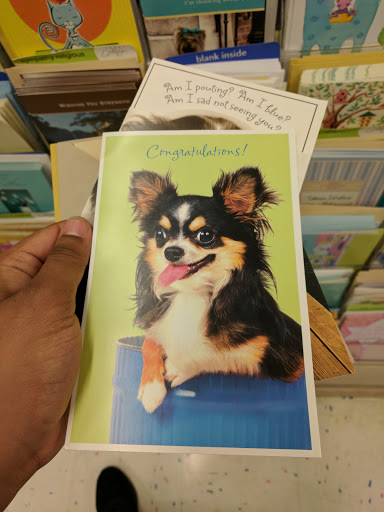 blank inside
Am I pouting? Am I blue?
Am I sad not seeing you?
Congratulations!